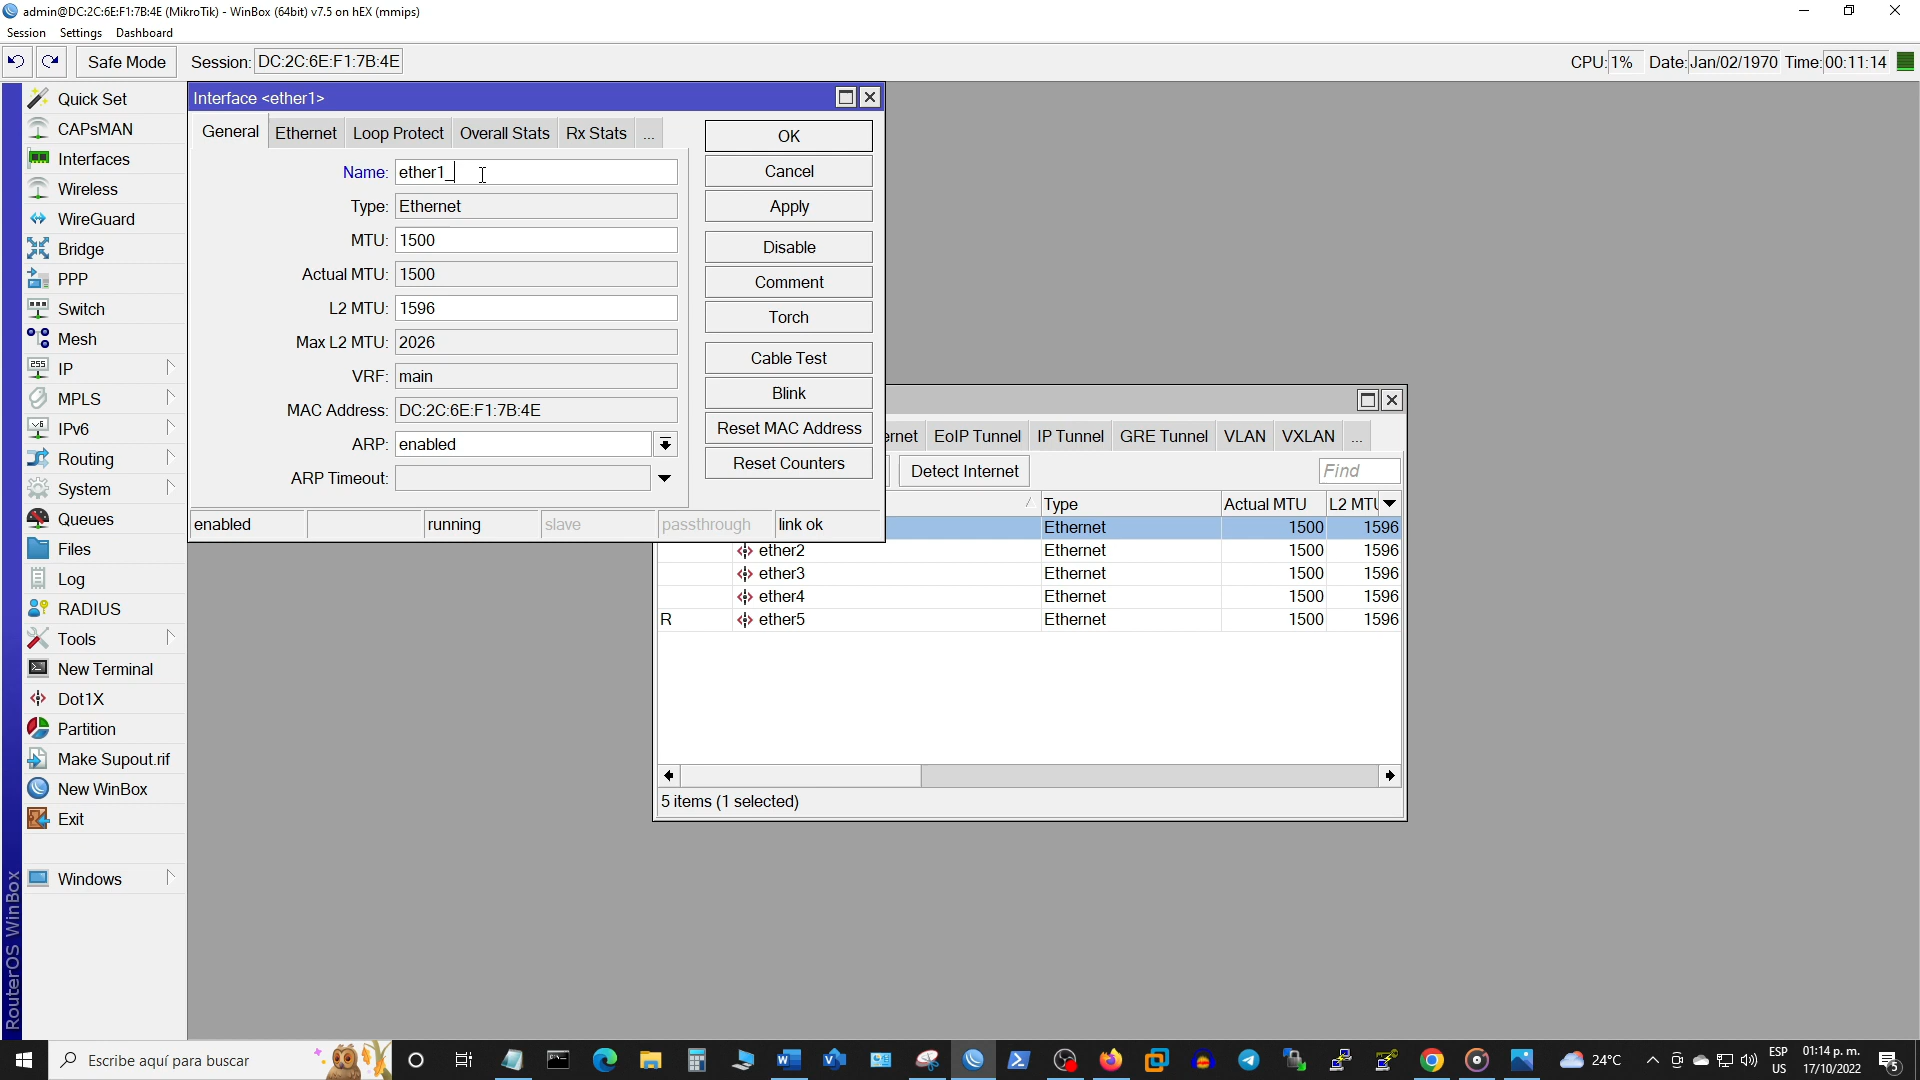 admin@DC:2C:6E:F1:7B:4E (MikroTik) - WinBox (64bit) v7.5 on hEX (mmips)
Session Settings Dashboard
Safe Mode Session: DC:2C:6E:F1:7B:4E CPU: 1% Date: Jan/02/1970 Time: 00:11:14
Quick Set
CAPsMAN
Interfaces
Wireless
WireGuard
Bridge
PPP
Switch
Mesh
IP
MPLS
IPv6
Routing
System
Queues
Files
Log
RADIUS
Tools
New Terminal
Dot1X
Partition
Make Supout.rif
New WinBox
Exit
Windows
RouterOS WinBox
Interface <ether1>
General Ethernet Loop Protect Overall Stats Rx Stats ...
Name: ether1_
Type: Ethernet
MTU: 1500
Actual MTU: 1500
L2 MTU: 1596
Max L2 MTU: 2026
VRF: main
MAC Address: DC:2C:6E:F1:7B:4E
ARP: enabled
ARP Timeout:
OK
Cancel
Apply
Disable
Comment
Torch
Cable Test
Blink
Reset MAC Address
Reset Counters
enabled running slave passthrough link ok
rnet EoIP Tunnel IP Tunnel GRE Tunnel VLAN VXLAN ...
Detect Internet Find
Type Actual MTU L2 MTU
Ethernet 1500 1596
ether2 Ethernet 1500 1596
ether3 Ethernet 1500 1596
ether4 Ethernet 1500 1596
R ether5 Ethernet 1500 1596
5 items (1 selected)
Escribe aquí para buscar
24°C
ESP
US
01:14 p. m.
17/10/2022
5